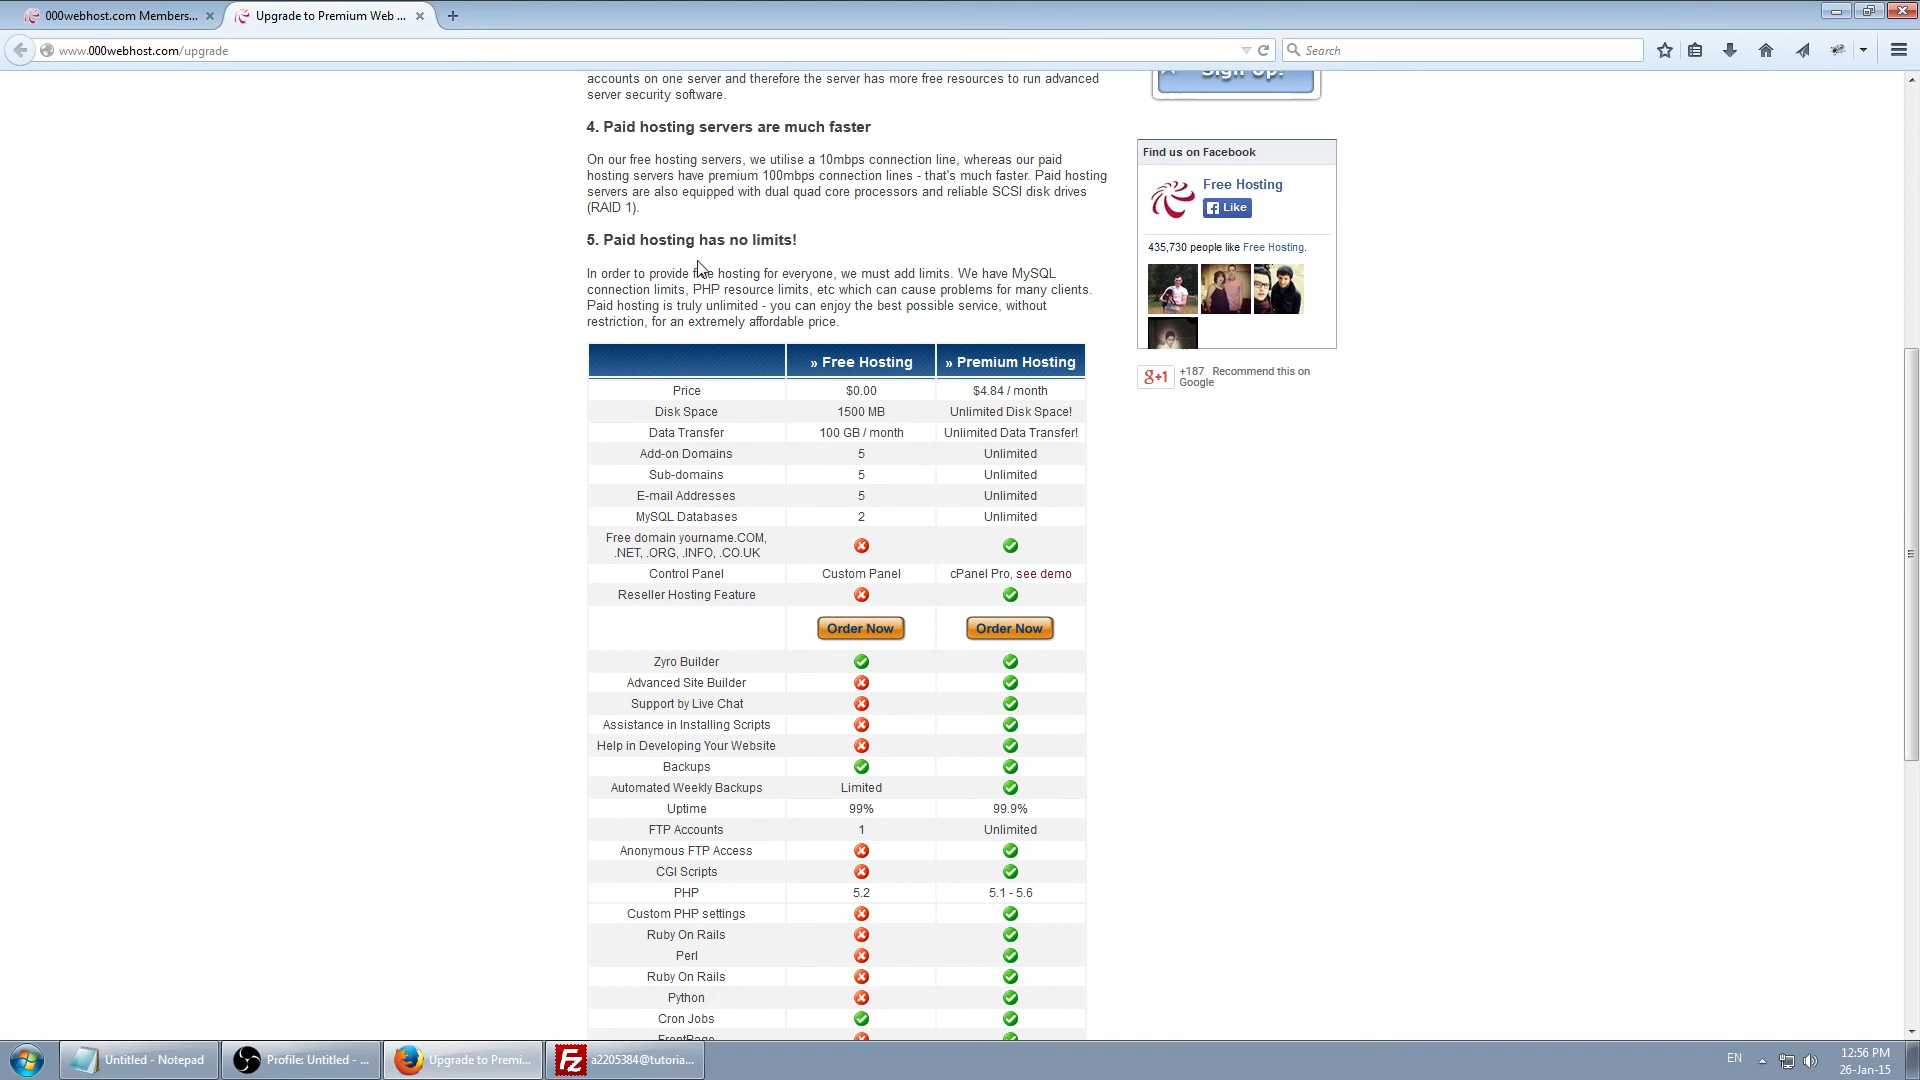 000webhost.com Members...
Upgrade to Premium Web ...
www.000webhost.com/upgrade
Search
accounts on one server and therefore the server has more free resources to run advanced
server security software.
Sign Up!
4. Paid hosting servers are much faster
On our free hosting servers, we utilise a 10mbps connection line, whereas our paid
hosting servers have premium 100mbps connection lines - that's much faster. Paid hosting
servers are also equipped with dual quad core processors and reliable SCSI disk drives
(RAID 1).
5. Paid hosting has no limits!
In order to provide free hosting for everyone, we must add limits. We have MySQL
connection limits, PHP resource limits, etc which can cause problems for many clients.
Paid hosting is truly unlimited - you can enjoy the best possible service, without
restriction, for an extremely affordable price.
Find us on Facebook
Free Hosting
Like
435,730 people like Free Hosting.
g+1 +187 Recommend this on
Google
» Free Hosting » Premium Hosting
Price $0.00 $4.84 / month
Disk Space 1500 MB Unlimited Disk Space!
Data Transfer 100 GB / month Unlimited Data Transfer!
Add-on Domains 5 Unlimited
Sub-domains 5 Unlimited
E-mail Addresses 5 Unlimited
MySQL Databases 2 Unlimited
Free domain yourname.COM,
.NET, .ORG, .INFO, .CO.UK
Control Panel Custom Panel cPanel Pro, see demo
Reseller Hosting Feature
Order Now Order Now
Zyro Builder
Advanced Site Builder
Support by Live Chat
Assistance in Installing Scripts
Help in Developing Your Website
Backups
Automated Weekly Backups Limited
Uptime 99% 99.9%
FTP Accounts 1 Unlimited
Anonymous FTP Access
CGI Scripts
PHP 5.2 5.1 - 5.6
Custom PHP settings
Ruby On Rails
Perl
Ruby On Rails
Python
Cron Jobs
FrontPage
Untitled - Notepad
Profile: Untitled - ...
Upgrade to Premi...
Fz a2205384@tutoria...
EN
12:56 PM
26-Jan-15